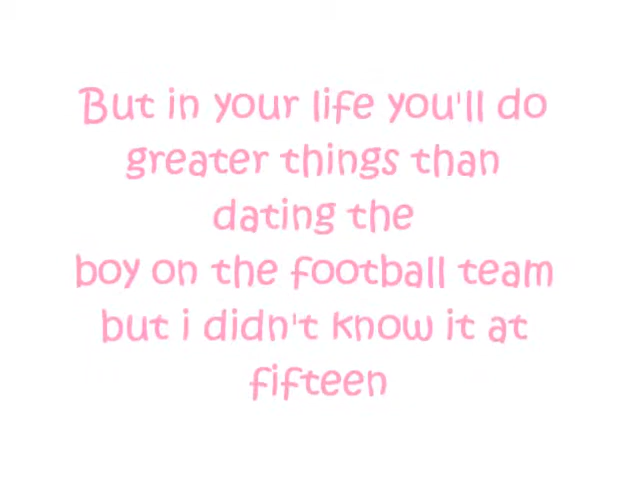 But in your life you'll do
greater things than
dating the
boy on the football team
but i didn't know it at
fifteen